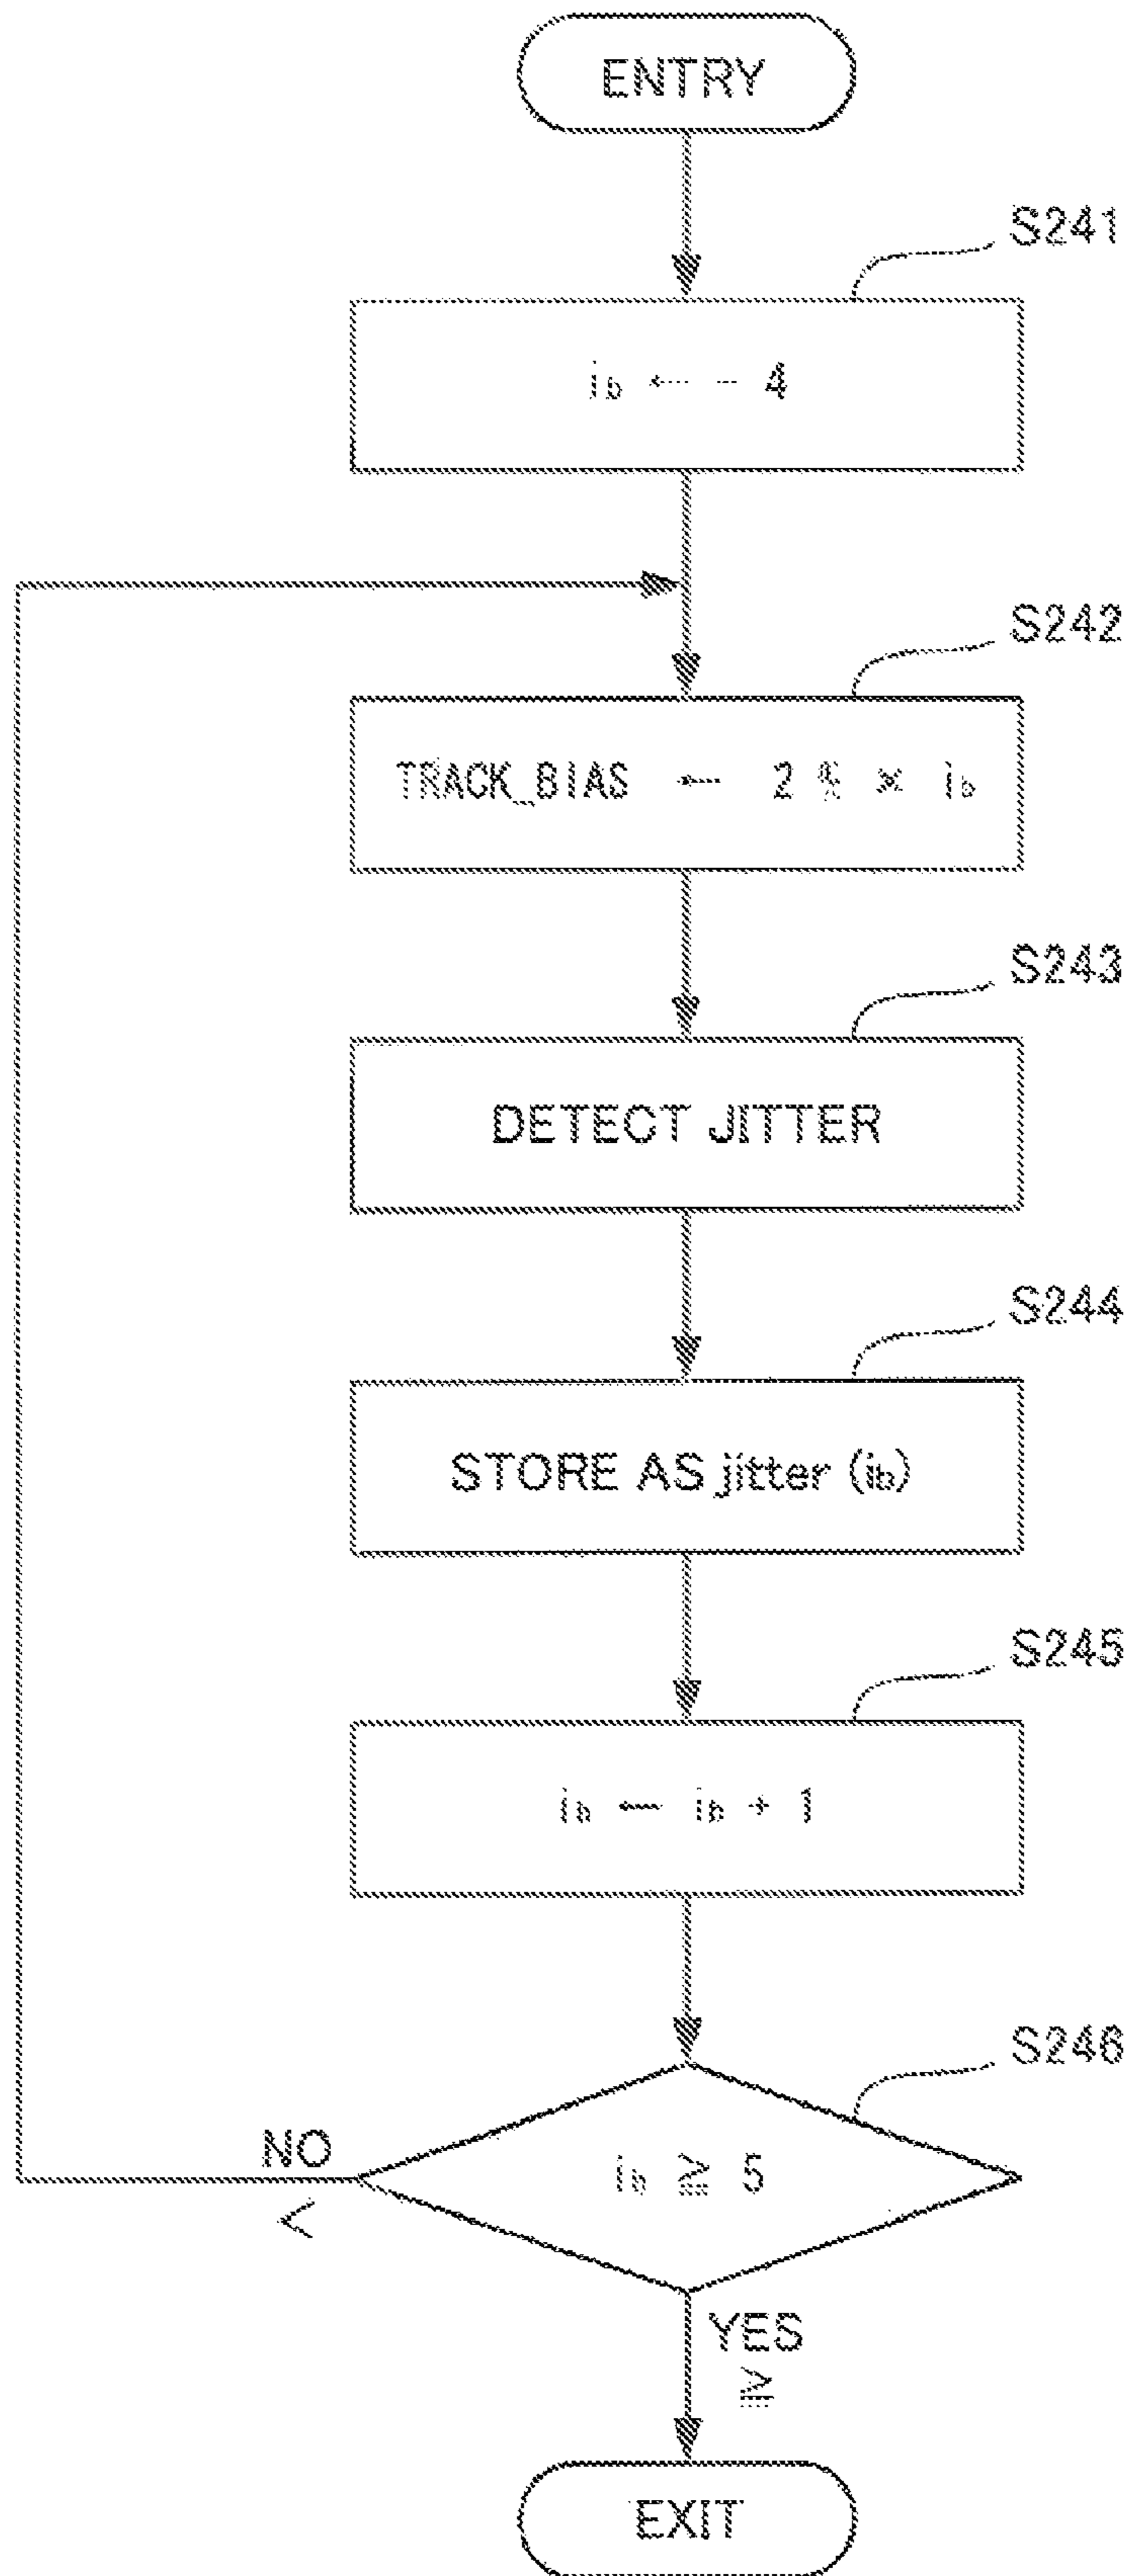 ENTRY
S241
ib ← - 4
S242
TRACK_BIAS ← 2 % × ib
S243
DETECT JITTER
S244
STORE AS jitter (ib)
S245
ib ← ib + 1
S246
NO
ib ≧ 5
<
YES
≧
EXIT